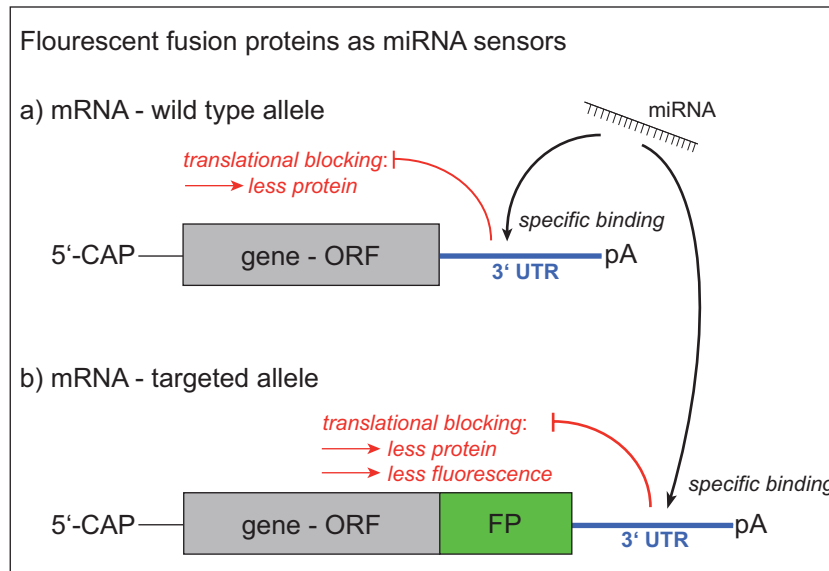 Flourescent fusion proteins as miRNA sensors
a) mRNA - wild type allele
miRNA
translational blocking:
less protein
specific binding
5‘-CAP
gene - ORF
3‘ UTR
pA
b) mRNA - targeted allele
translational blocking:
less protein
less fluorescence
specific binding
5‘-CAP
gene - ORF
FP
3‘ UTR
pA